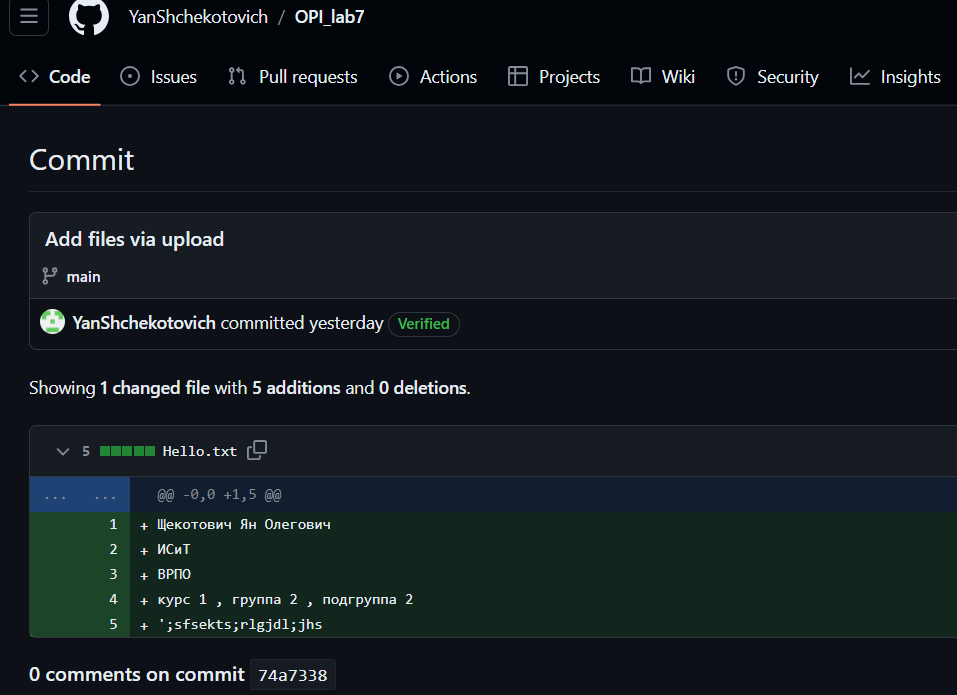 YanShchekotovich / OPI_lab7
Code Issues Pull requests Actions Projects Wiki Security Insights
Commit
Add files via upload
main
YanShchekotovich committed yesterday Verified
Showing 1 changed file with 5 additions and 0 deletions.
5 Hello.txt
... ... @@ -0,0 +1,5 @@
1 + Щекотович Ян Олегович
2 + ИСиТ
3 + ВРПО
4 + курс 1 , группа 2 , подгруппа 2
5 + ';sfsekts;rlgjdl;jhs
0 comments on commit 74a7338